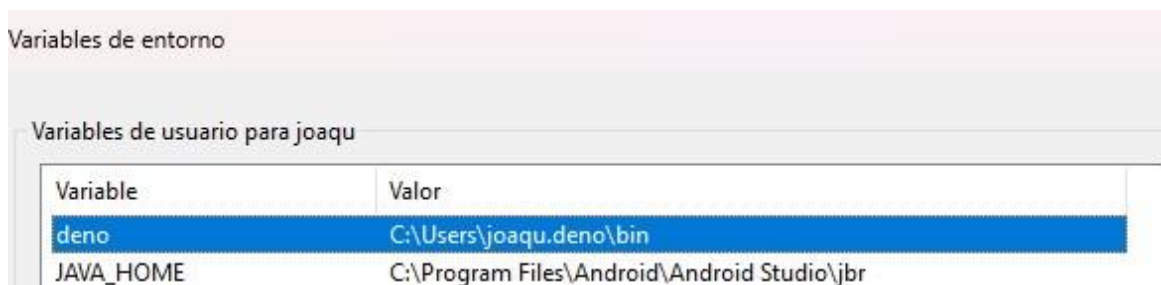 Variables de entorno
Variables de usuario para joaqu
Variable Valor
deno C:\Users\joaqu.deno\bin
JAVA_HOME C:\Program Files\Android\Android Studio\jbr